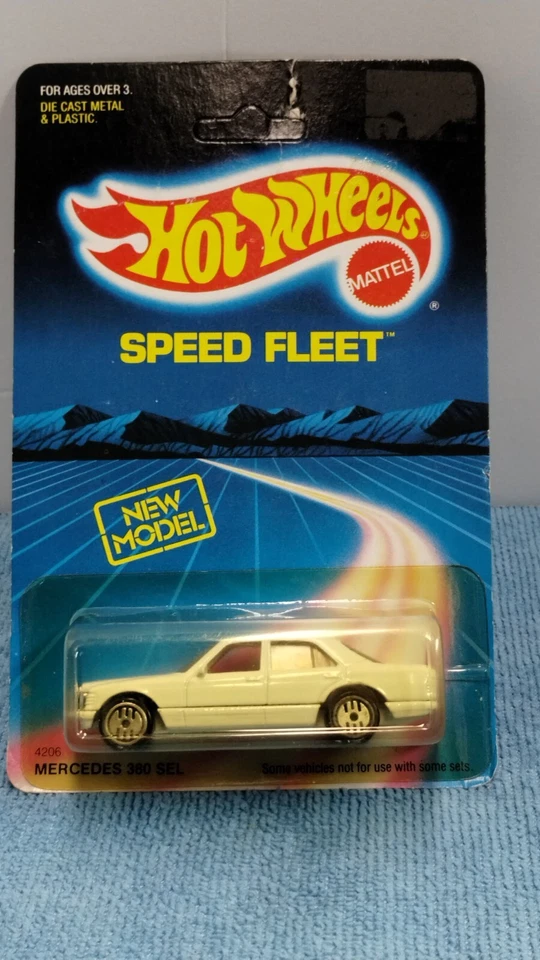 FOR AGES OVER 3.
DIE CAST METAL
& PLASTIC.
HOT WHEELS®
MATTEL
®
SPEED FLEET™
NEW
MODEL
4206
MERCEDES 380 SEL
Some vehicles not for use with some sets.